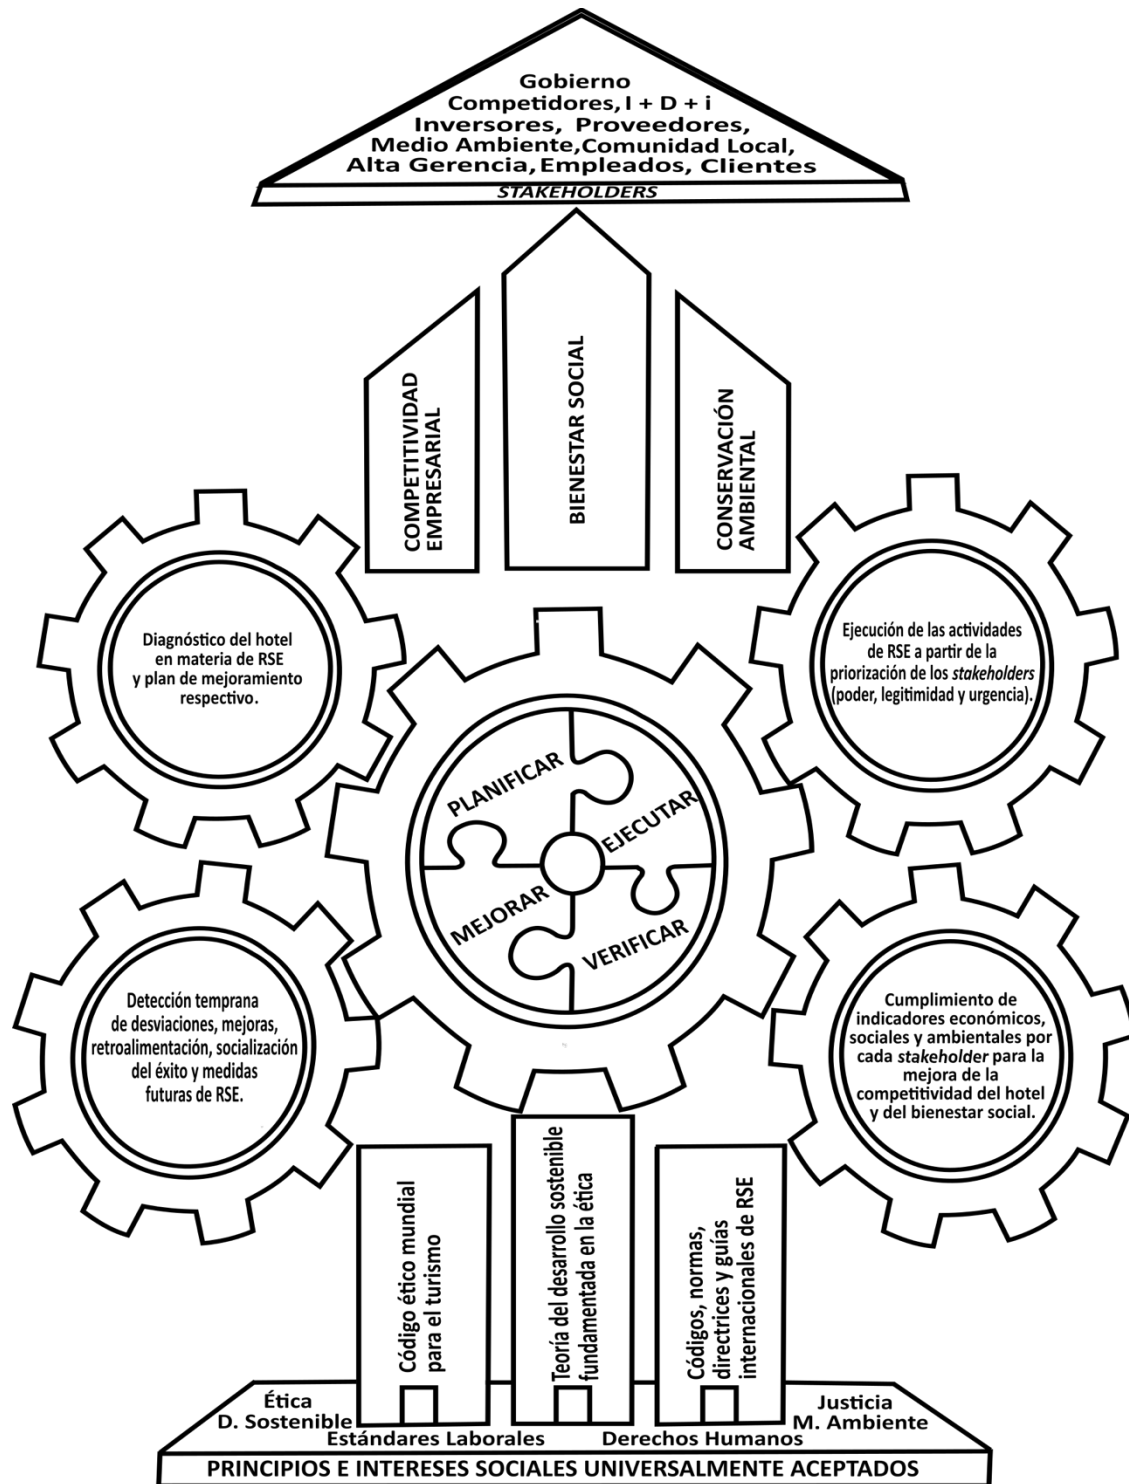 Gobierno
Competidores, I + D + i
Inversores, Proveedores,
Medio Ambiente, Comunidad Local,
Alta Gerencia, Empleados, Clientes
STAKEHOLDERS
COMPETITIVIDAD
EMPRESARIAL
BIENESTAR SOCIAL
CONSERVACIÓN
AMBIENTAL
Diagnóstico del hotel
en materia de RSE
y plan de mejoramiento
respectivo.
Ejecución de las actividades
de RSE a partir de la
priorización de los stakeholders
(poder, legitimidad y urgencia).
PLANIFICAR
EJECUTAR
MEJORAR
VERIFICAR
Detección temprana
de desviaciones, mejoras,
retroalimentación, socialización
del éxito y medidas
futuras de RSE.
Cumplimiento de
indicadores económicos,
sociales y ambientales por
cada stakeholder para la
mejora de la
competitividad del hotel
y del bienestar social.
Código ético mundial
para el turismo
Teoría del desarrollo sostenible
fundamentada en la ética
Códigos, normas,
directrices y guías
internacionales de RSE
Ética
D. Sostenible
Justicia
M. Ambiente
Estándares Laborales
Derechos Humanos
PRINCIPIOS E INTERESES SOCIALES UNIVERSALMENTE ACEPTADOS